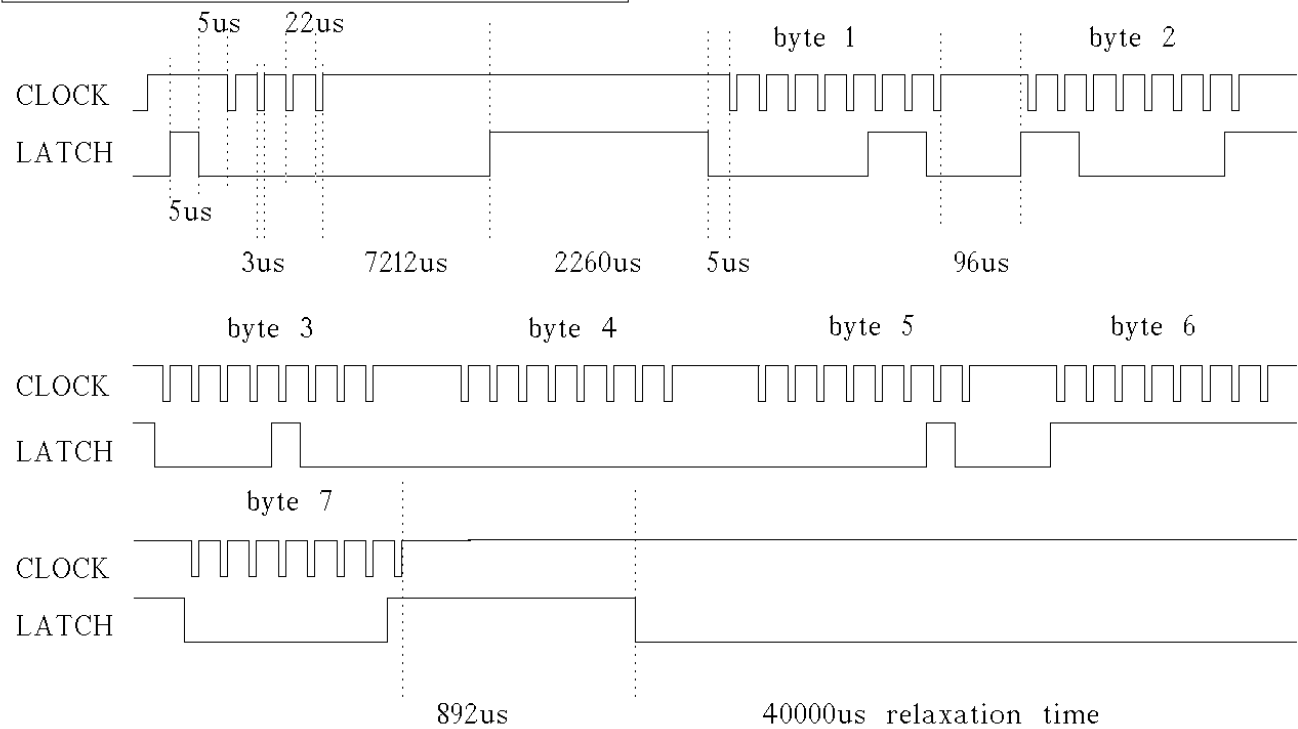 5us 22us byte 1 byte 2
CLOCK
LATCH
5us
3us 7212us 2260us 5us 96us
byte 3 byte 4 byte 5 byte 6
CLOCK
LATCH
byte 7
CLOCK
LATCH
892us 40000us relaxation time